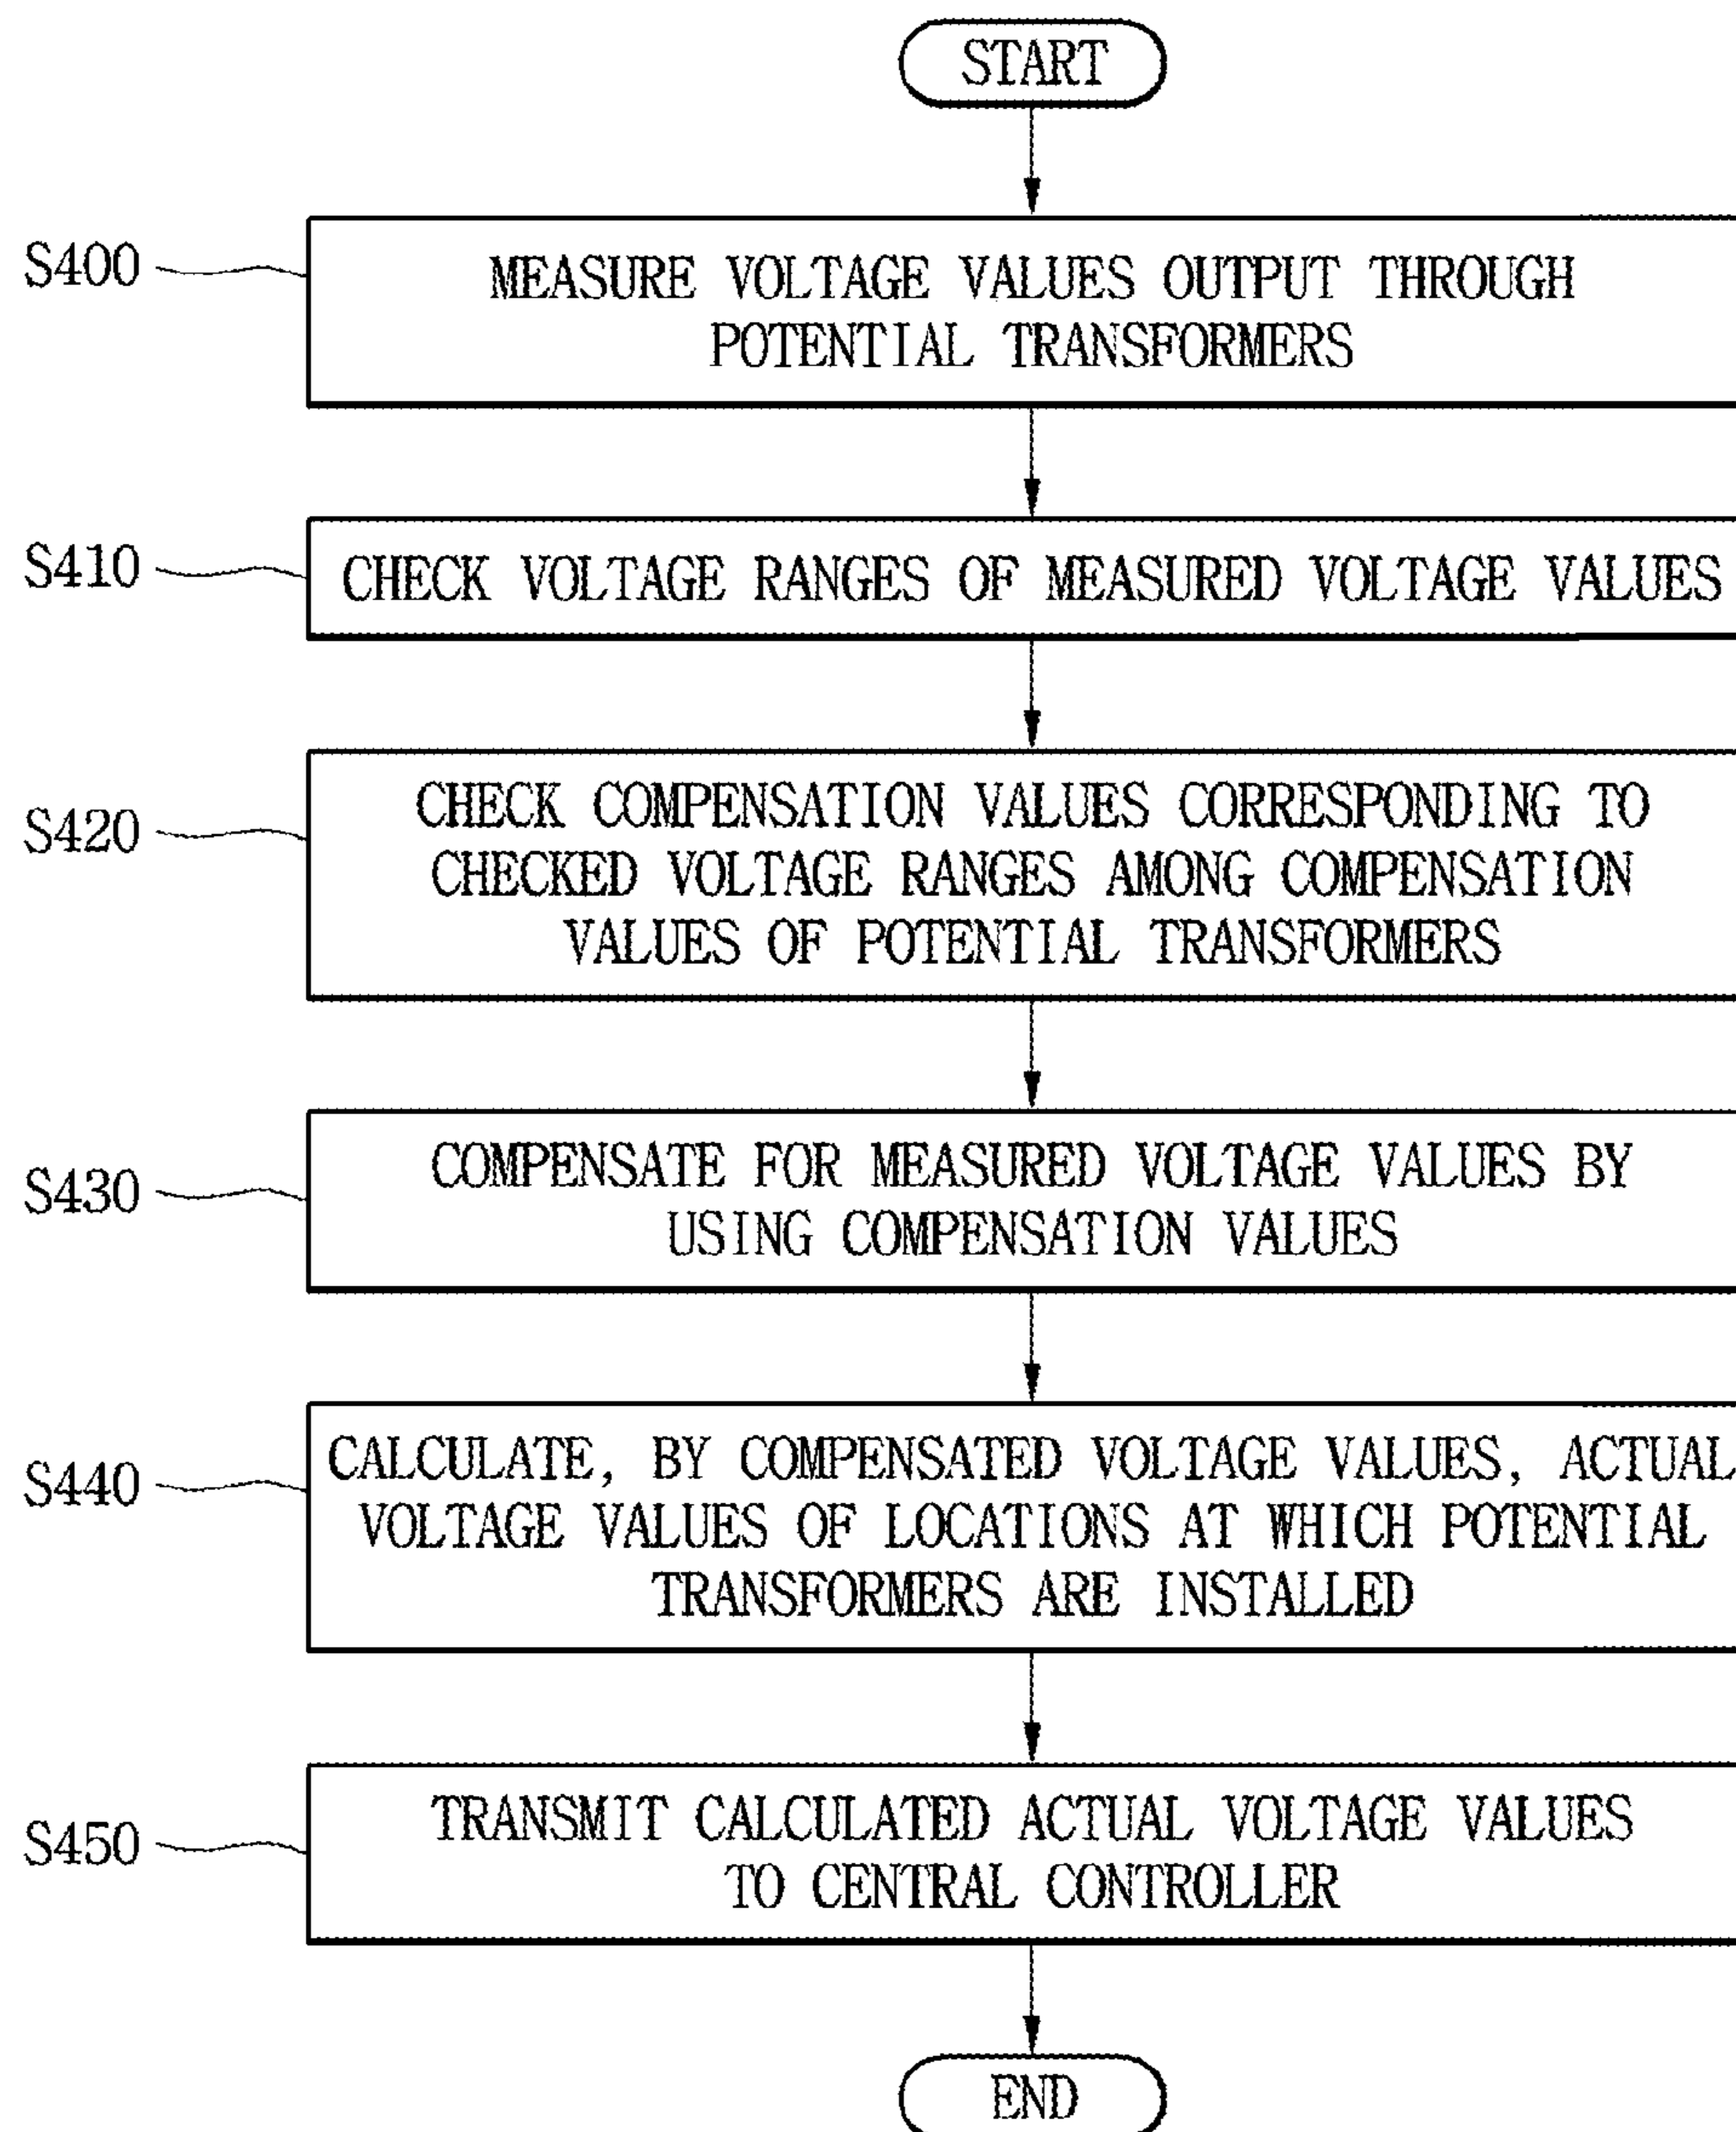 START
S400
MEASURE VOLTAGE VALUES OUTPUT THROUGH
POTENTIAL TRANSFORMERS
S410
CHECK VOLTAGE RANGES OF MEASURED VOLTAGE VALUES
S420
CHECK COMPENSATION VALUES CORRESPONDING TO
CHECKED VOLTAGE RANGES AMONG COMPENSATION
VALUES OF POTENTIAL TRANSFORMERS
S430
COMPENSATE FOR MEASURED VOLTAGE VALUES BY
USING COMPENSATION VALUES
S440
CALCULATE, BY COMPENSATED VOLTAGE VALUES, ACTUAL
VOLTAGE VALUES OF LOCATIONS AT WHICH POTENTIAL
TRANSFORMERS ARE INSTALLED
S450
TRANSMIT CALCULATED ACTUAL VOLTAGE VALUES
TO CENTRAL CONTROLLER
END